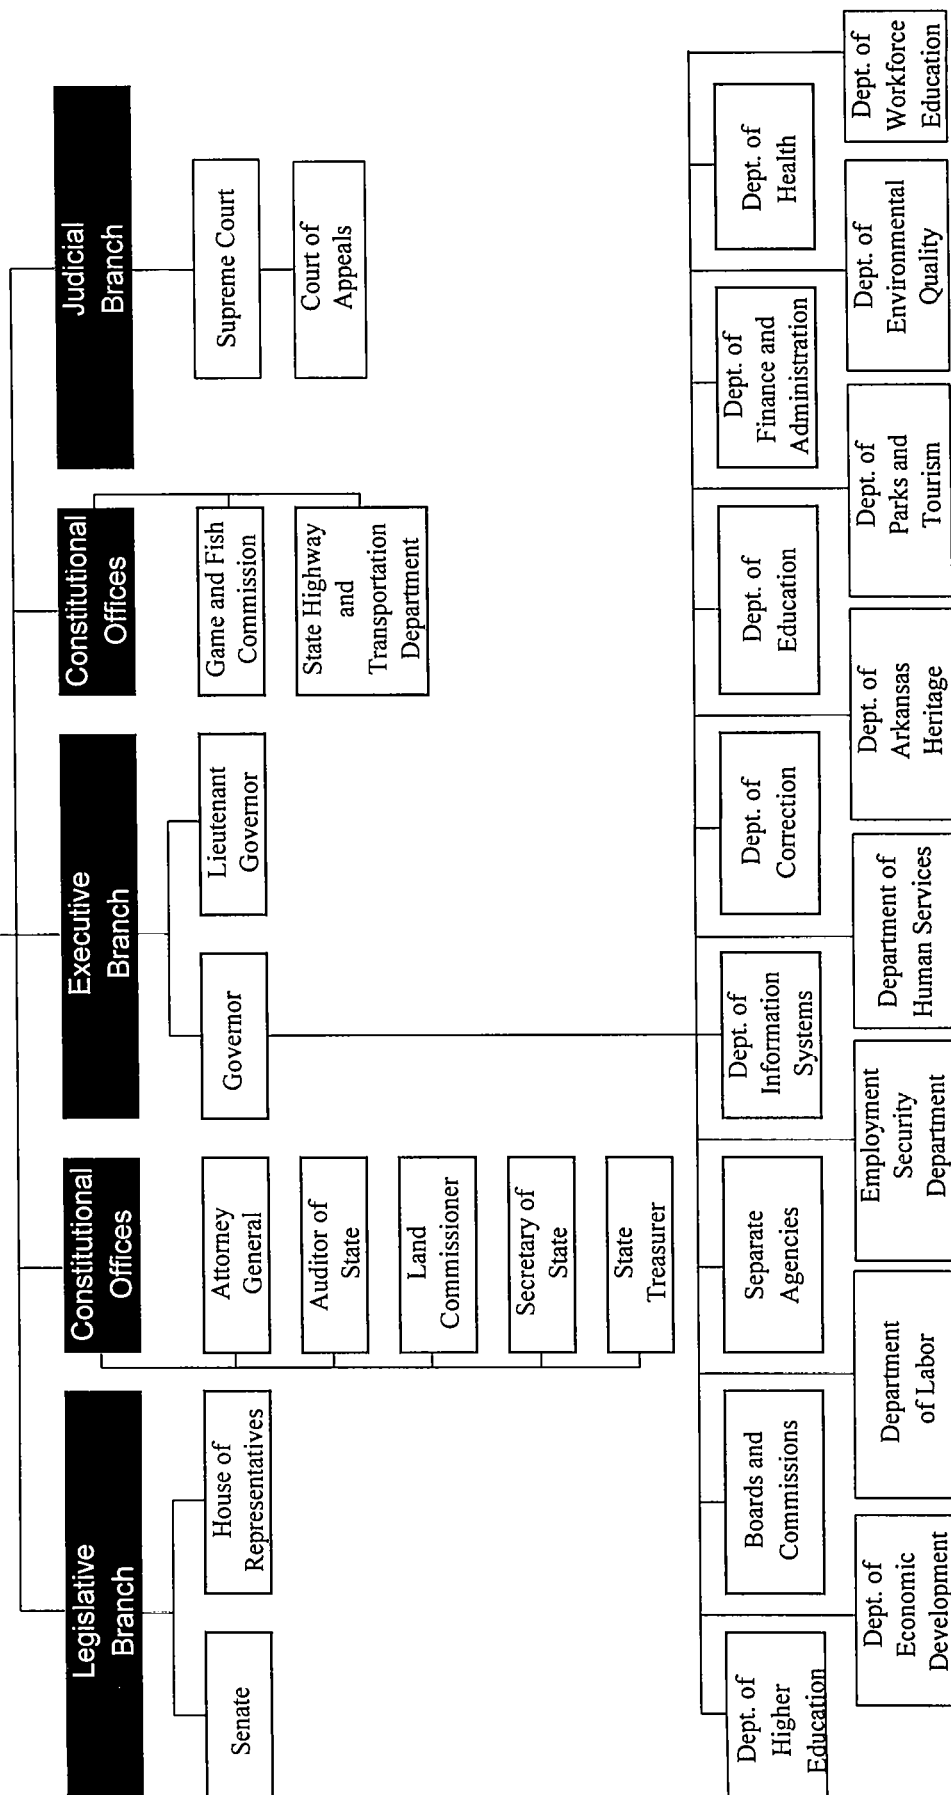 Legislative
Branch
Senate
House of
Representatives
Constitutional
Offices
Attorney
General
Auditor of
State
Land
Commissioner
Secretary of
State
State
Treasurer
Executive
Branch
Governor
Lieutenant
Governor
Constitutional
Offices
Game and Fish
Commission
State Highway
and
Transportation
Department
Judicial
Branch
Supreme Court
Court of
Appeals
Dept. of
Higher
Education
Boards and
Commissions
Separate
Agencies
Dept. of
Information
Systems
Dept. of
Correction
Dept. of
Education
Dept. of
Finance and
Administration
Dept. of
Health
Dept. of
Economic
Development
Department
of Labor
Employment
Security
Department
Department of
Human Services
Dept. of
Arkansas
Heritage
Dept. of
Parks and
Tourism
Dept. of
Environmental
Quality
Dept. of
Workforce
Education